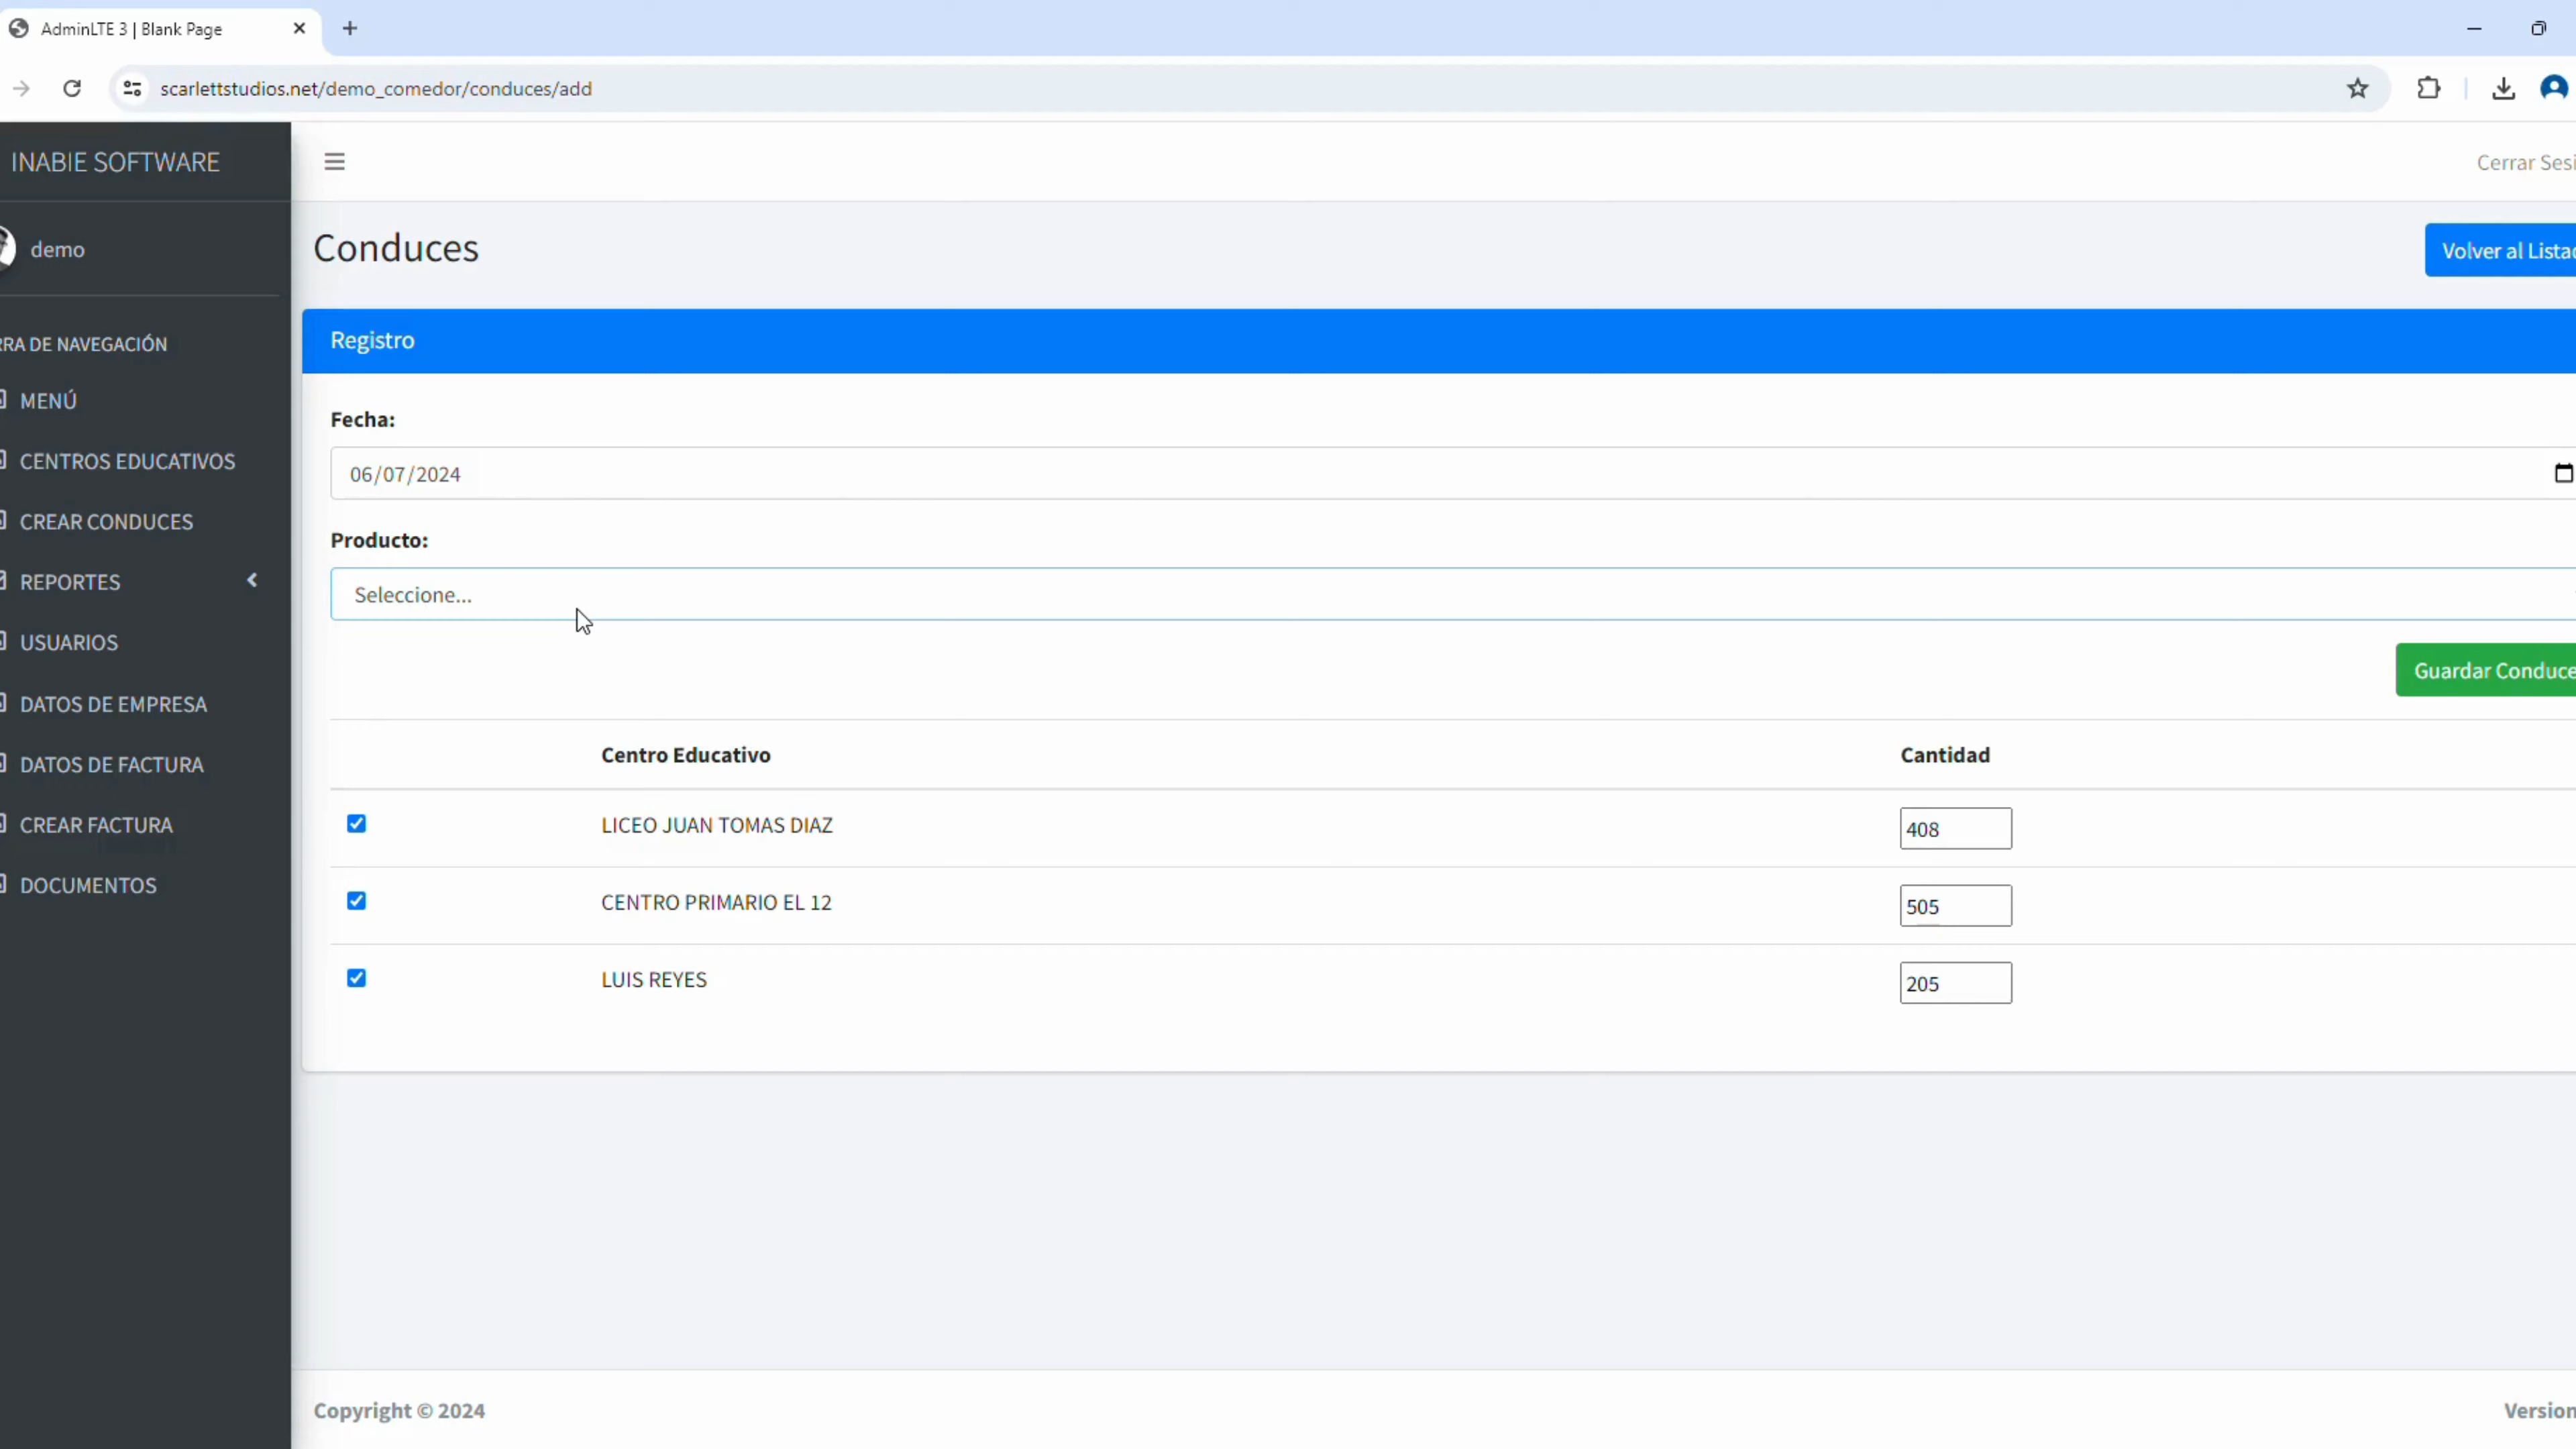 AdminLTE 3 | Blank Page
scarlettstudios.net/demo_comedor/conduces/add
INABIE SOFTWARE
Cerrar Sesi
demo
Conduces
Volver al Listad
RRA DE NAVEGACIÓN
MENÚ
CENTROS EDUCATIVOS
CREAR CONDUCES
REPORTES
USUARIOS
DATOS DE EMPRESA
DATOS DE FACTURA
CREAR FACTURA
DOCUMENTOS
Registro
Fecha:
06/07/2024
Producto:
Seleccione...
Guardar Conduce
Centro Educativo Cantidad
LICEO JUAN TOMAS DIAZ 408
CENTRO PRIMARIO EL 12 505
LUIS REYES 205
Copyright © 2024
Version